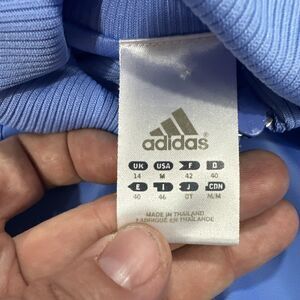 adidas®
UK USA F D
14 M 42 40
E I J CDN
40 46 OT M/M
MADE IN THAILAND
FABRIQUÉ EN THAÏLANDE